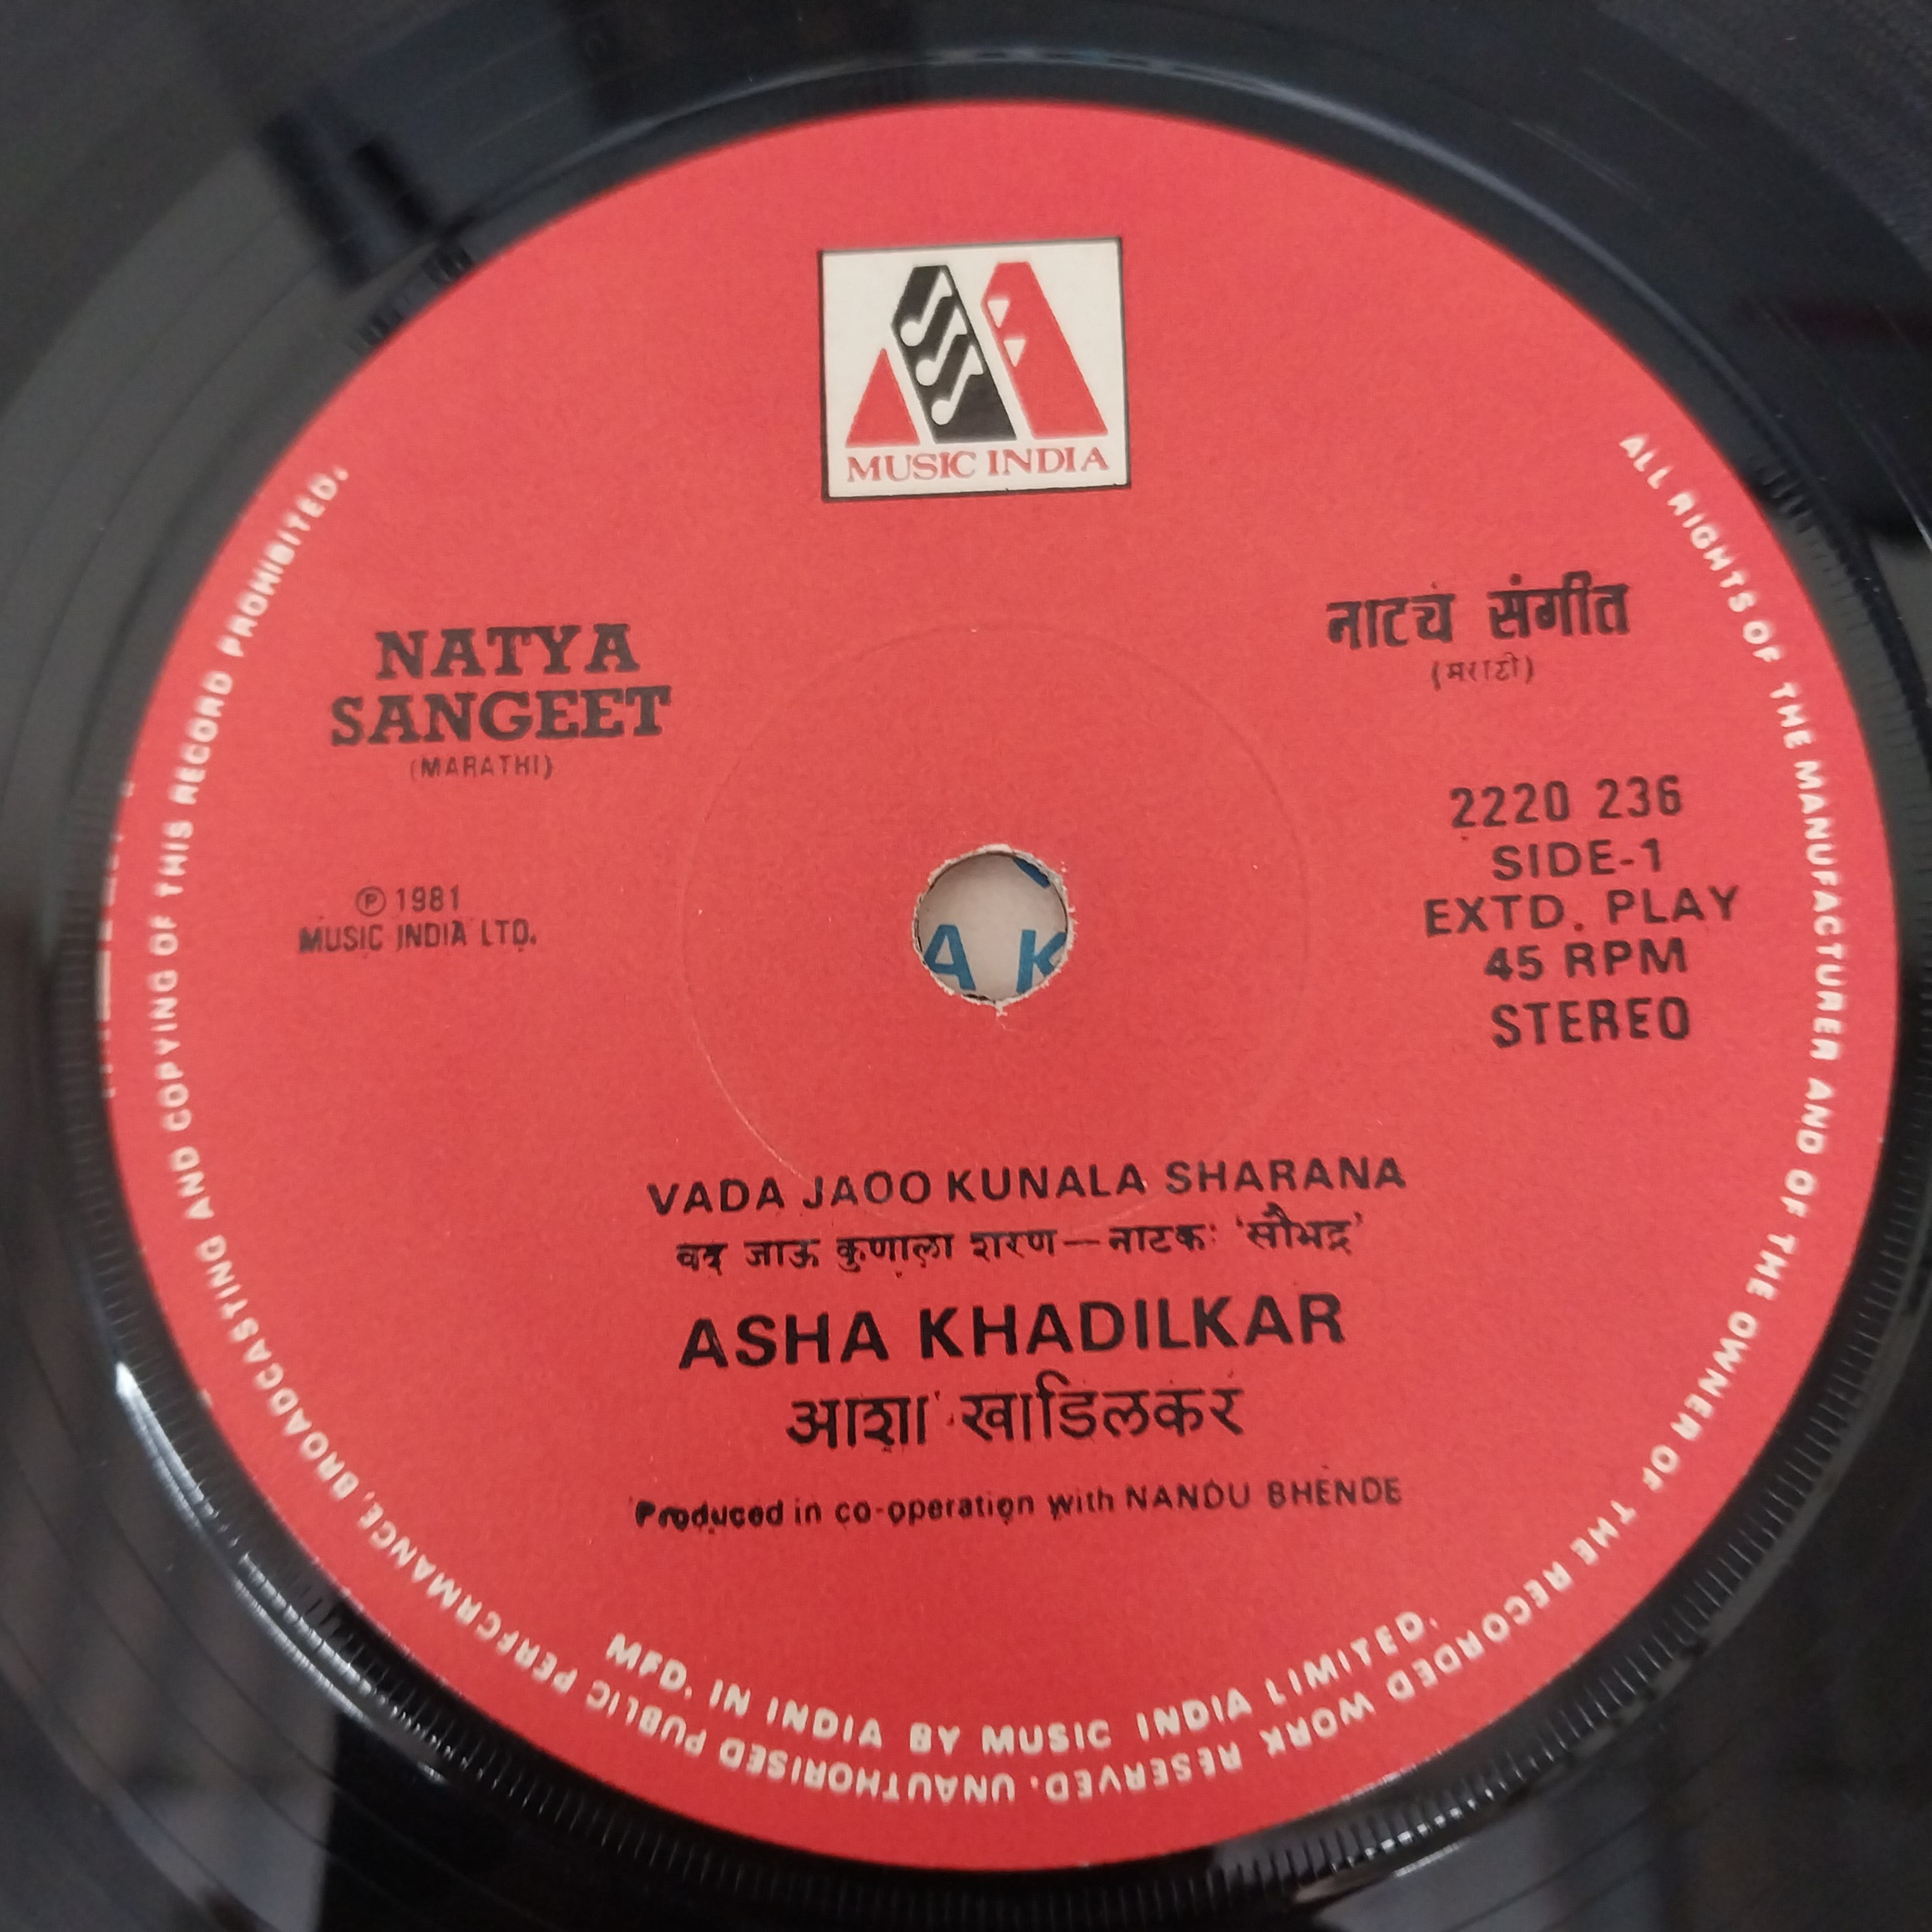 MUSIC INDIA
NATYA
SANGEET
(MARATHI)
Ⓟ 1981
MUSIC INDIA LTD.
नाटय संगीत
(मराठी)
2220 236
SIDE-1
EXTD. PLAY
45 RPM
STEREO
A K
VADA JAOO KUNALA SHARANA
वद जाऊ कुणाला शरण—नाटक: 'सौभद्र'
ASHA KHADILKAR
आशा खाडिलकर
Produced in co-operation with NANDU BHENDE
MFD. IN INDIA BY MUSIC INDIA LIMITED.
ALL RIGHTS OF THE MANUFACTURER AND OF THE OWNER OF THE RECORDED WORK RESERVED. UNAUTHORISED PUBLIC PERFORMANCE, BROADCASTING AND COPYING OF THIS RECORD PROHIBITED.